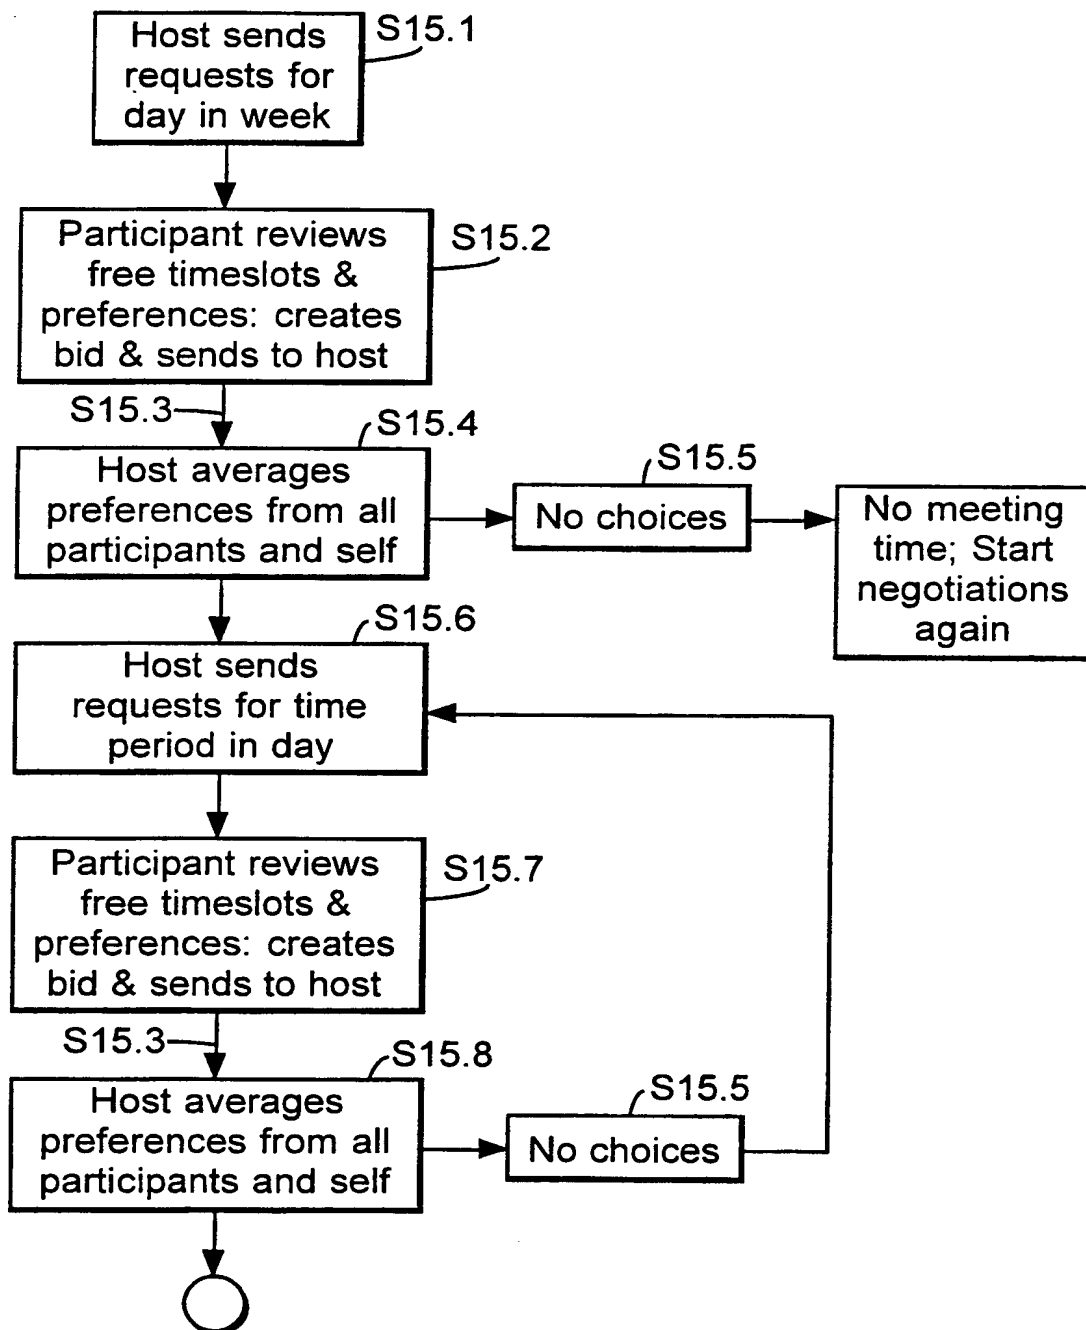 Host sends
requests for
day in week
S15.1
Participant reviews
free timeslots &
preferences: creates
bid & sends to host
S15.2
S15.3
S15.4
Host averages
preferences from all
participants and self
S15.5
No choices
No meeting
time; Start
negotiations
again
S15.6
Host sends
requests for time
period in day
Participant reviews
free timeslots &
preferences: creates
bid & sends to host
S15.7
S15.3
S15.8
Host averages
preferences from all
participants and self
S15.5
No choices